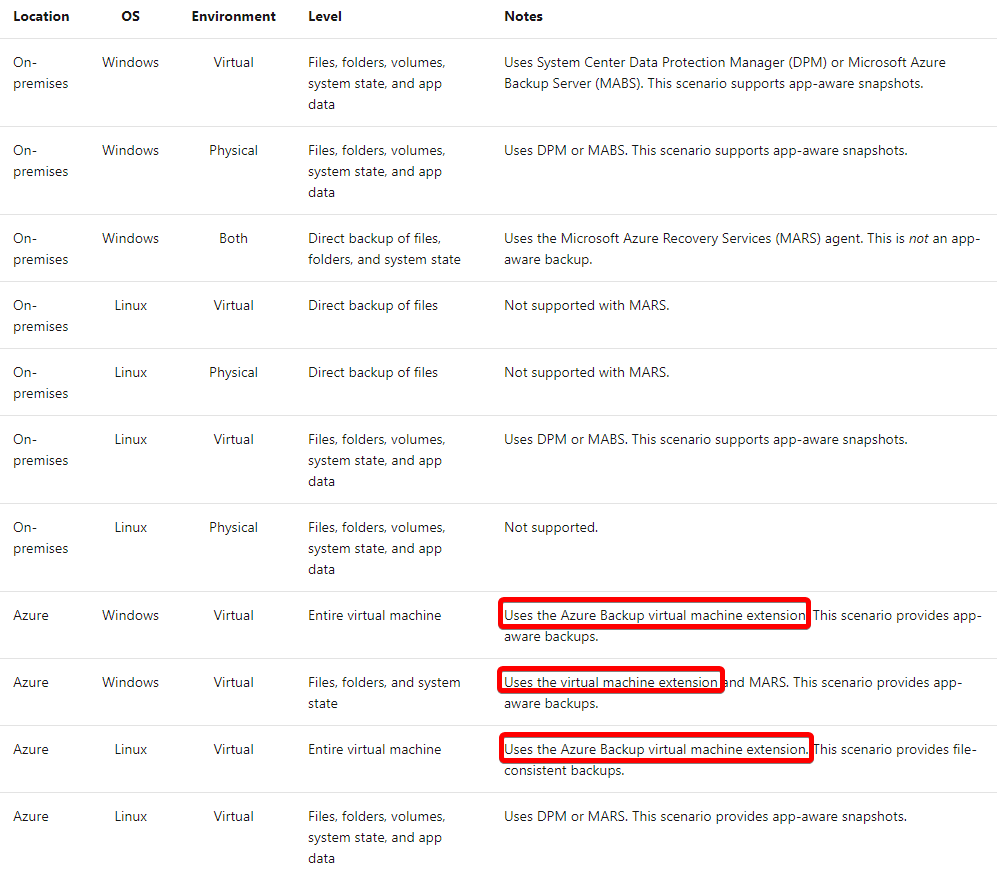 Location OS Environment Level Notes
On- Windows Virtual Files, folders, volumes, Uses System Center Data Protection Manager (DPM) or Microsoft Azure
premises system state, and app Backup Server (MABS). This scenario supports app-aware snapshots.
data
On- Windows Physical Files, folders, volumes, Uses DPM or MABS. This scenario supports app-aware snapshots.
premises system state, and app
data
On- Windows Both Direct backup of files, Uses the Microsoft Azure Recovery Services (MARS) agent. This is not an app-
premises folders, and system state aware backup.
On- Linux Virtual Direct backup of files Not supported with MARS.
premises
On- Linux Physical Direct backup of files Not supported with MARS.
premises
On- Linux Virtual Files, folders, volumes, Uses DPM or MABS. This scenario supports app-aware snapshots.
premises system state, and app
data
On- Linux Physical Files, folders, volumes, Not supported.
premises system state, and app
data
Azure Windows Virtual Entire virtual machine Uses the Azure Backup virtual machine extension. This scenario provides app-
aware backups.
Azure Windows Virtual Files, folders, and system Uses the virtual machine extension and MARS. This scenario provides app-
state aware backups.
Azure Linux Virtual Entire virtual machine Uses the Azure Backup virtual machine extension. This scenario provides file-
consistent backups.
Azure Linux Virtual Files, folders, volumes, Uses DPM or MARS. This scenario provides app-aware snapshots.
system state, and app
data